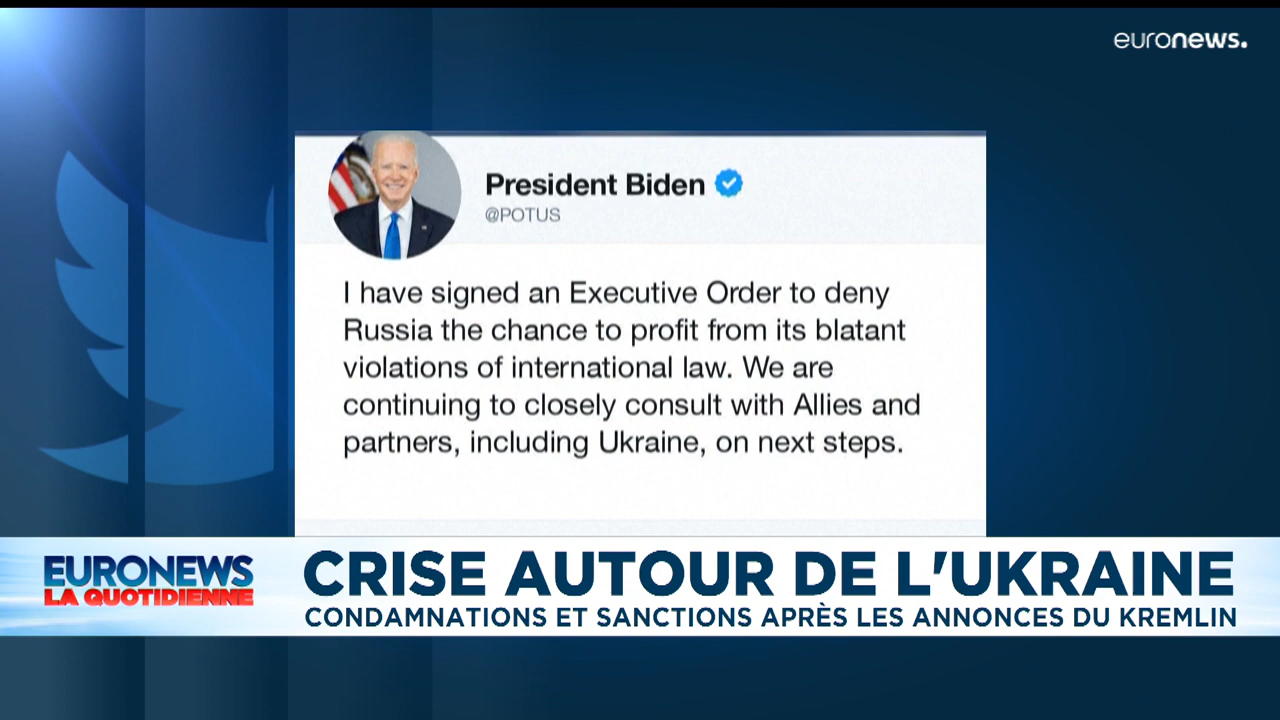 euronews.
President Biden
@POTUS
I have signed an Executive Order to deny
Russia the chance to profit from its blatant
violations of international law. We are
continuing to closely consult with Allies and
partners, including Ukraine, on next steps.
EURONEWS
LA QUOTIDIENNE
CRISE AUTOUR DE L'UKRAINE
CONDAMNATIONS ET SANCTIONS APRÈS LES ANNONCES DU KREMLIN